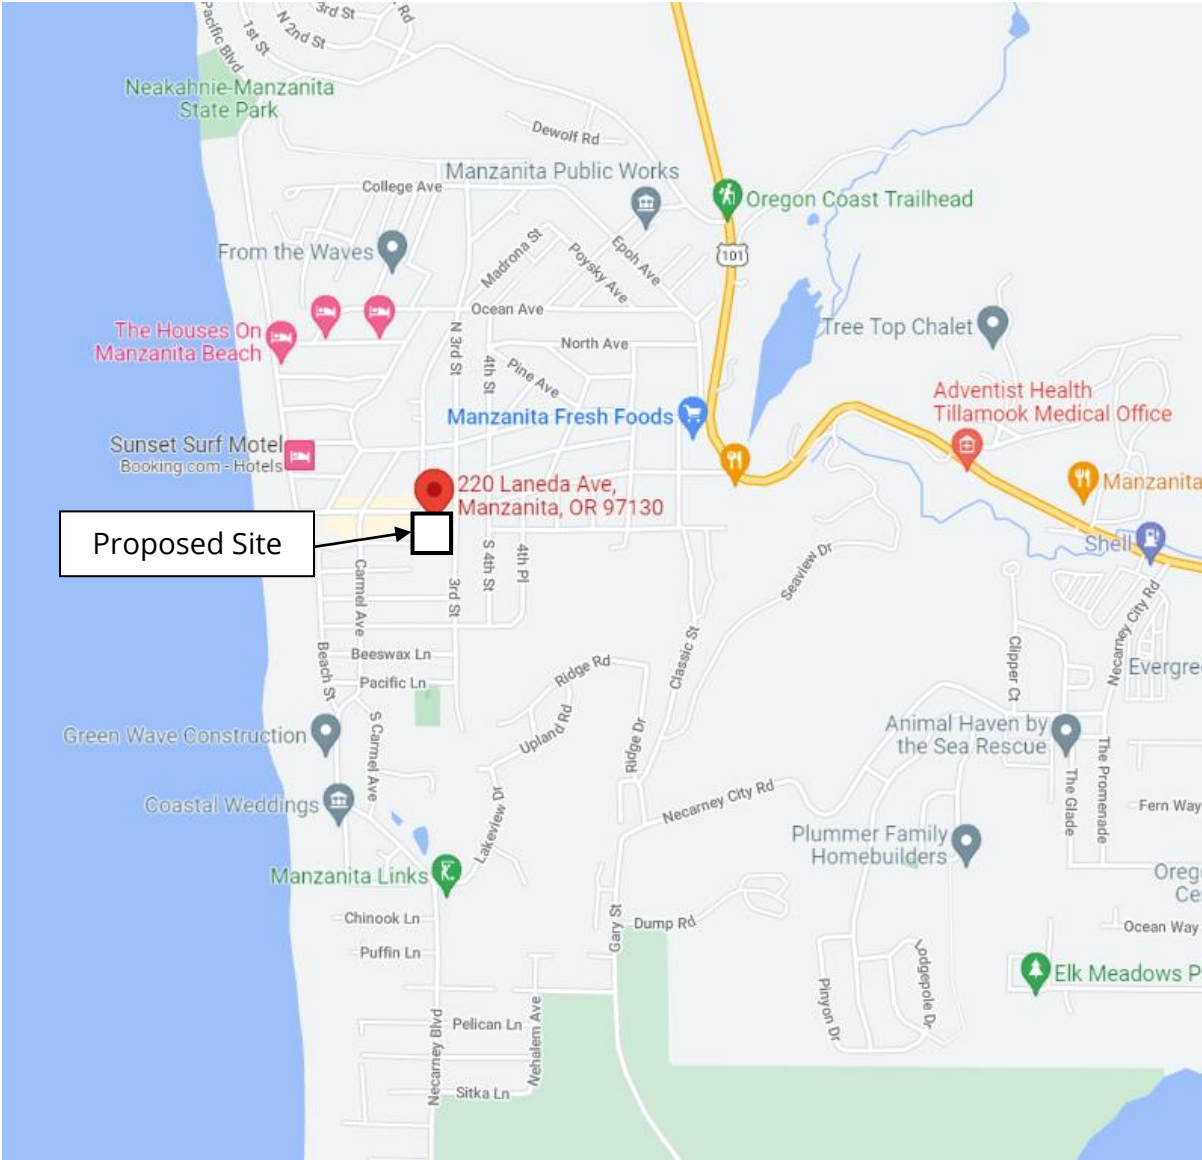 3rd St
Rd
Pacific Blvd
1st St
N 2nd St
Neakahnie-Manzanita
State Park
Dewolf Rd
Manzanita Public Works
College Ave
Oregon Coast Trailhead
From the Waves
Madrona St
Poysky Ave
Epoh Ave
101
Ocean Ave
The Houses On
Manzanita Beach
N 3rd St
4th St
North Ave
Pine Ave
Tree Top Chalet
Adventist Health
Tillamook Medical Office
Manzanita Fresh Foods
Sunset Surf Motel
Booking.com - Hotels
220 Laneda Ave,
Manzanita, OR 97130
Manzanita
Proposed Site
Shell
Carmel Ave
3rd St
S 4th St
4th Pl
Seaview Dr
Necarney City Rd
Beach St
Beeswax Ln
Pacific Ln
Ridge Rd
Classic St
Clipper Ct
Evergre
Green Wave Construction
S Carmel Ave
Upland Rd
Ridge Dr
Animal Haven by
the Sea Rescue
The Glade
The Promenade
Coastal Weddings
Lakeview Dr
Necarney City Rd
Fern Way
Plummer Family
Homebuilders
Manzanita Links
Oreg
Ce
Chinook Ln
Gary St
Dump Rd
Ocean Way
Puffin Ln
Lodgepole Dr
Pinyon Dr
Elk Meadows P
Necarney Blvd
Pelican Ln
Nehalem Ave
Sitka Ln